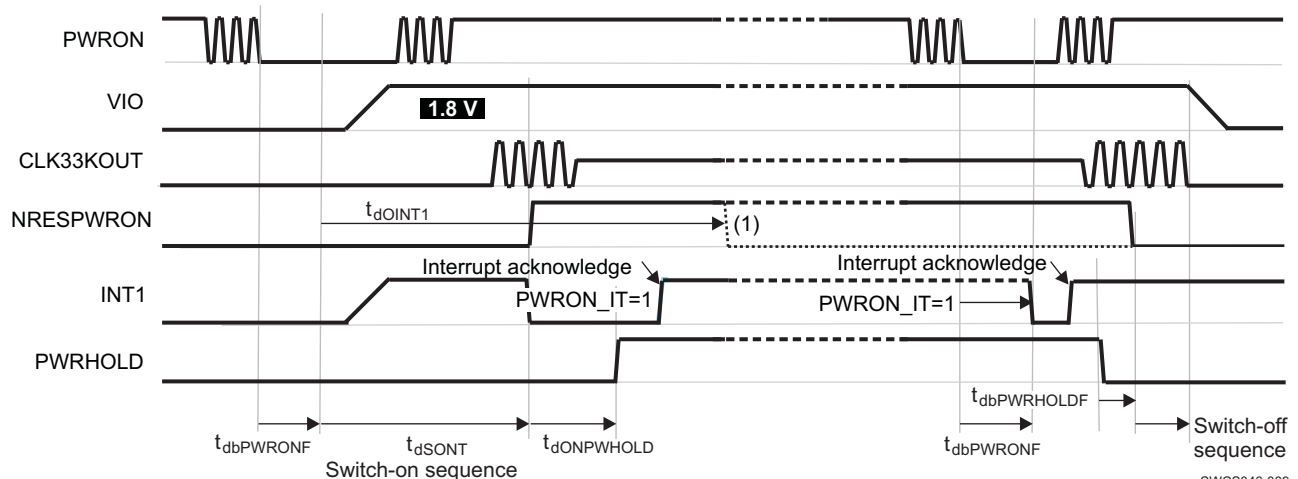 PWRON
VIO
1.8 V
CLK33KOUT
NRESPWRON
tdOINT1
(1)
Interrupt acknowledge
Interrupt acknowledge
INT1
PWRON_IT=1
PWRON_IT=1
PWRHOLD
tdbPWRHOLDF
tdbPWRONF
tdSONT
tdONPWHOLD
tdbPWRONF
Switch-off
sequence
Switch-on sequence